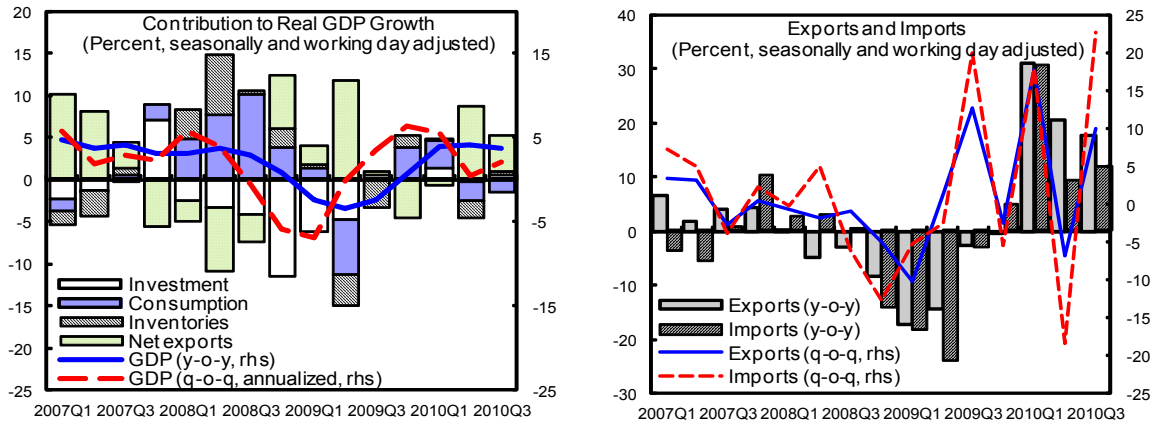 Contribution to Real GDP Growth
(Percent, seasonally and working day adjusted)
20
15
10
5
0
-5
-10
-15
-20
-25
15
5
-5
-15
-25
Investment
Consumption
Inventories
Net exports
GDP (y-o-y, rhs)
GDP (q-o-q, annualized, rhs)
2007Q1 2007Q3 2008Q1 2008Q3 2009Q1 2009Q3 2010Q1 2010Q3
Exports and Imports
(Percent, seasonally and working day adjusted)
40
30
20
10
0
-10
-20
-30
25
20
15
10
5
0
-5
-10
-15
-20
-25
Exports (y-o-y)
Imports (y-o-y)
Exports (q-o-q, rhs)
Imports (q-o-q, rhs)
2007Q1 2007Q3 2008Q1 2008Q3 2009Q1 2009Q3 2010Q1 2010Q3